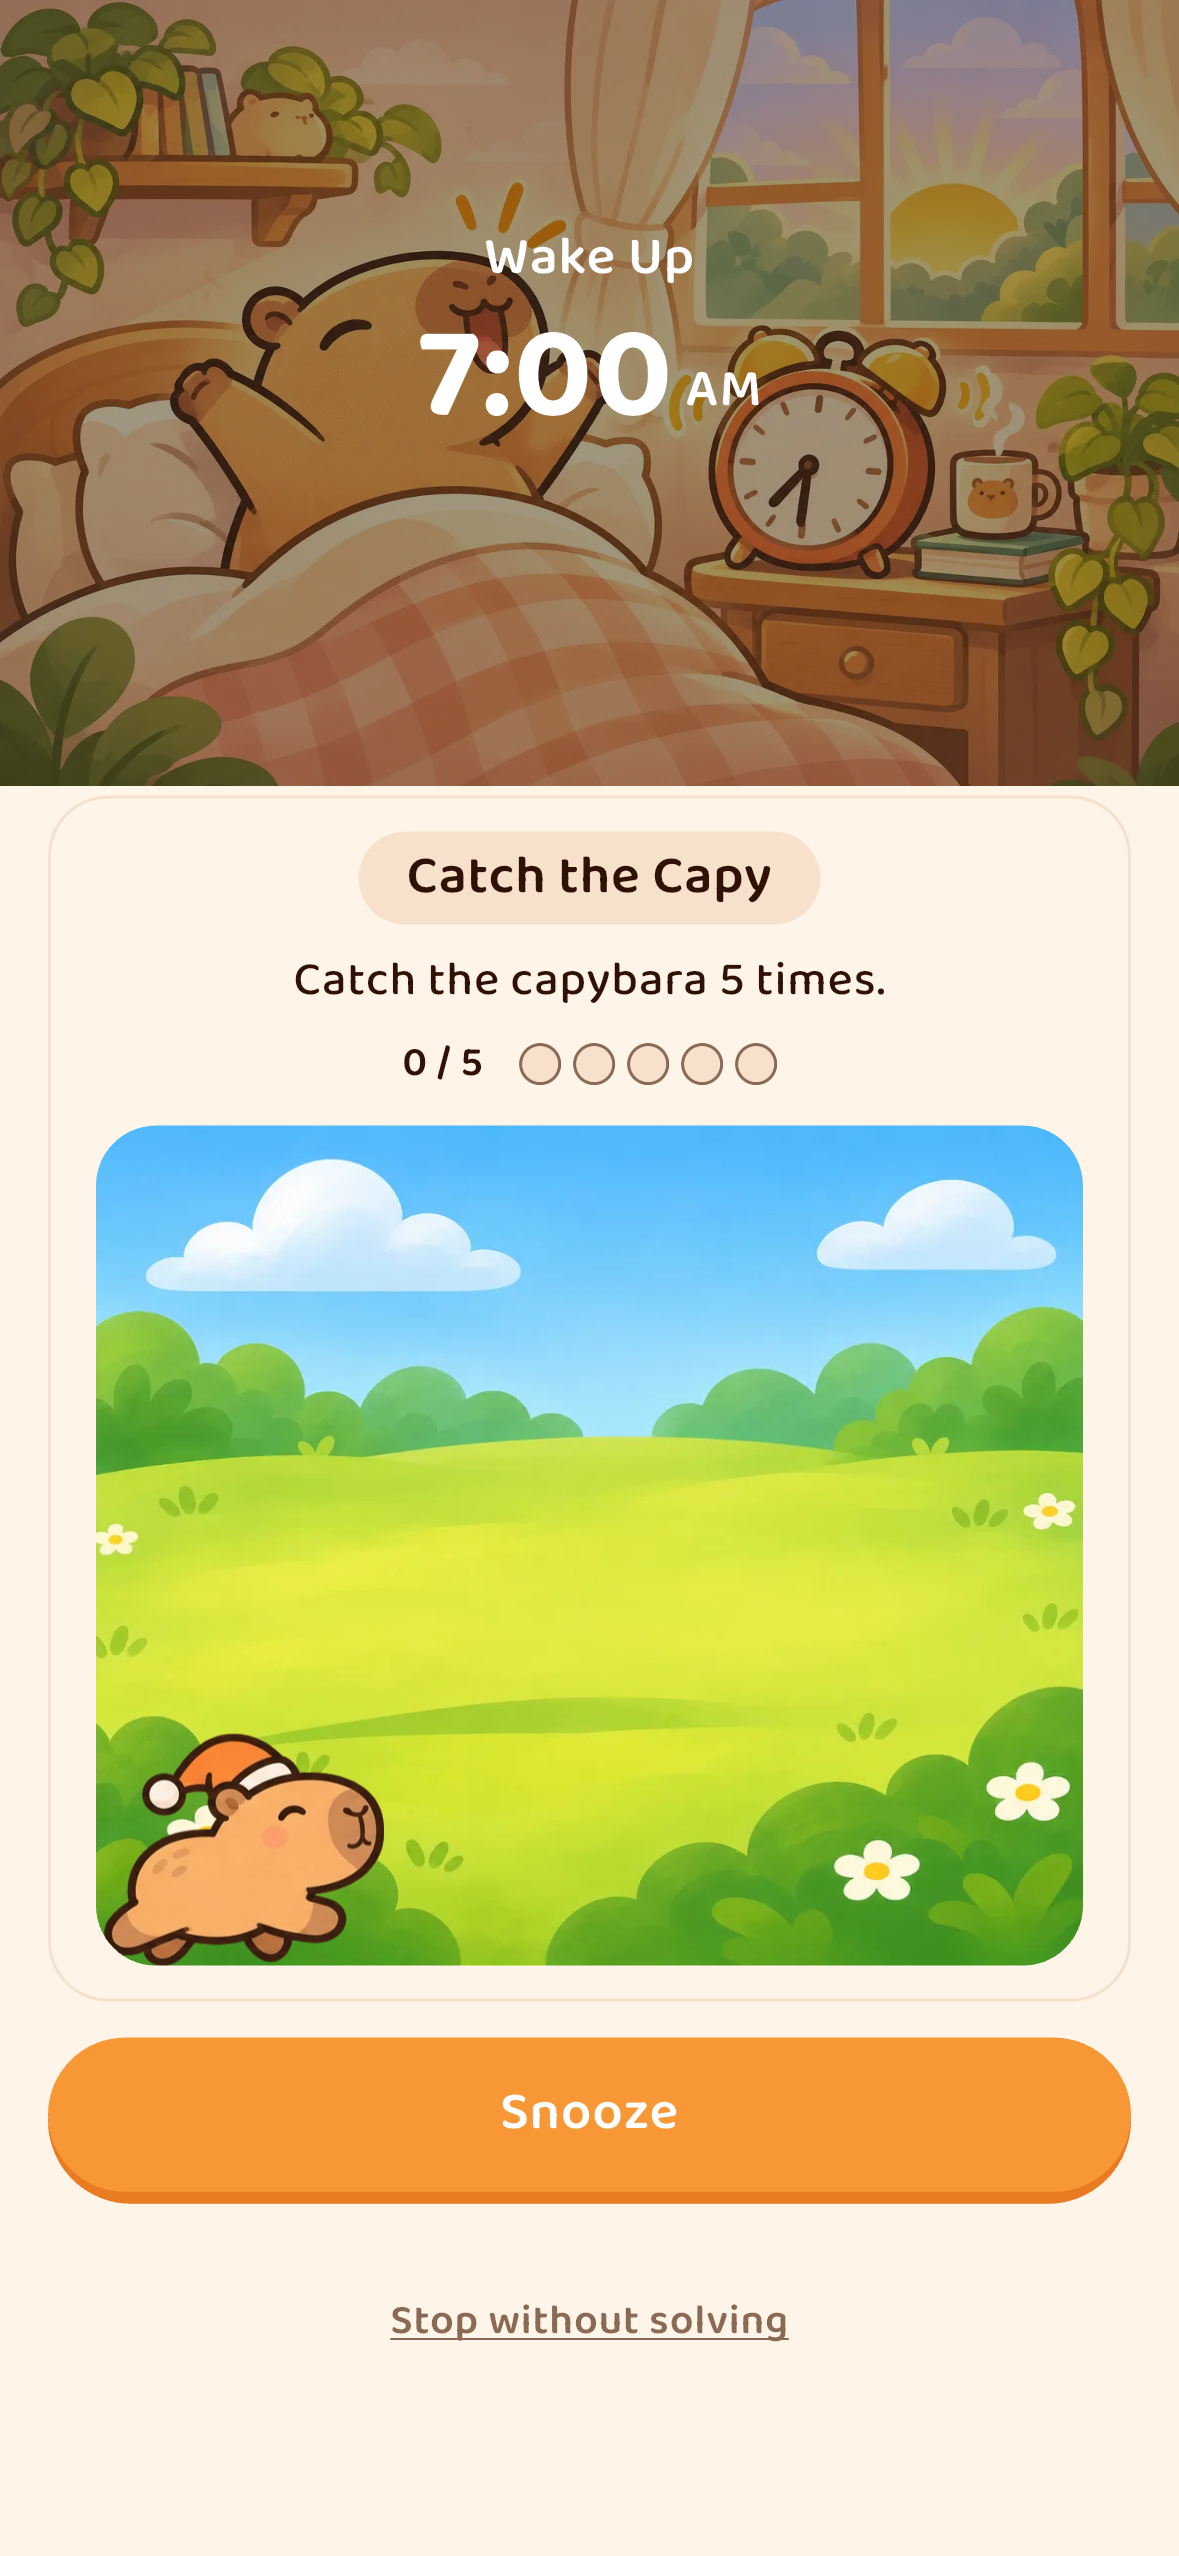 Wake Up
7:00 AM
Catch the Capy
Catch the capybara 5 times.
0 / 5
Snooze
Stop without solving